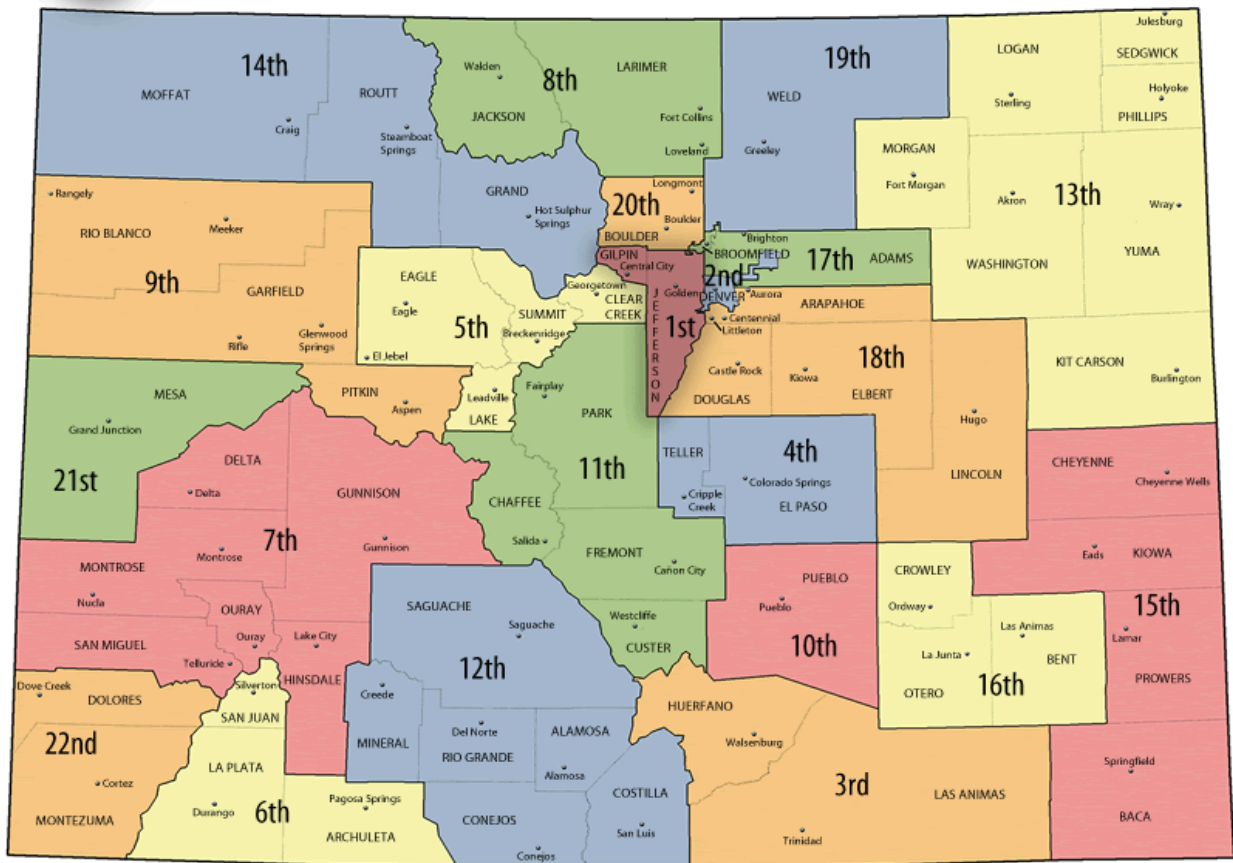 14th
MOFFAT
Craig
ROUTT
Steamboat
Springs
Walden
JACKSON
8th
LARIMER
Fort Collins
Loveland
19th
WELD
Greeley
LOGAN
Sterling
Julesburg
SEDGWICK
Holyoke
PHILLIPS
MORGAN
Fort Morgan
13th
Akron
WASHINGTON
Wray
YUMA
GRAND
Hot Sulphur
Springs
20th
Longmont
Boulder
BOULDER
Rangely
Meeker
RIO BLANCO
9th
GARFIELD
Rifle
Glenwood
Springs
EAGLE
Eagle
5th
El Jebel
SUMMIT
Breckenridge
Georgetown
CLEAR
CREEK
GILPIN
Central City
Golden
JEFFERSON
1st
2nd
DENVER
BROOMFIELD
Brighton
17th
ADAMS
Aurora
ARAPAHOE
Centennial
Littleton
18th
Castle Rock
DOUGLAS
Kiowa
ELBERT
Hugo
LINCOLN
KIT CARSON
Burlington
MESA
Grand Junction
21st
PITKIN
Aspen
Leadville
LAKE
Fairplay
PARK
11th
CHAFFEE
Salida
FREMONT
Cañon City
Westcliffe
CUSTER
TELLER
Cripple
Creek
4th
Colorado Springs
EL PASO
CHEYENNE
Cheyenne Wells
Eads
KIOWA
15th
Lamar
PROWERS
Springfield
BACA
DELTA
Delta
GUNNISON
Gunnison
7th
Montrose
MONTROSE
Nucla
OURAY
Ouray
SAN MIGUEL
Telluride
Lake City
HINSDALE
SAGUACHE
Saguache
12th
Creede
MINERAL
Del Norte
RIO GRANDE
ALAMOSA
Alamosa
COSTILLA
San Luis
CONEJOS
Conejos
PUEBLO
Pueblo
10th
CROWLEY
Ordway
Las Animas
BENT
La Junta
OTERO
16th
HUERFANO
Walsenburg
3rd
LAS ANIMAS
Trinidad
Dove Creek
DOLORES
22nd
Cortez
MONTEZUMA
Silverton
SAN JUAN
LA PLATA
Durango
6th
Pagosa Springs
ARCHULETA